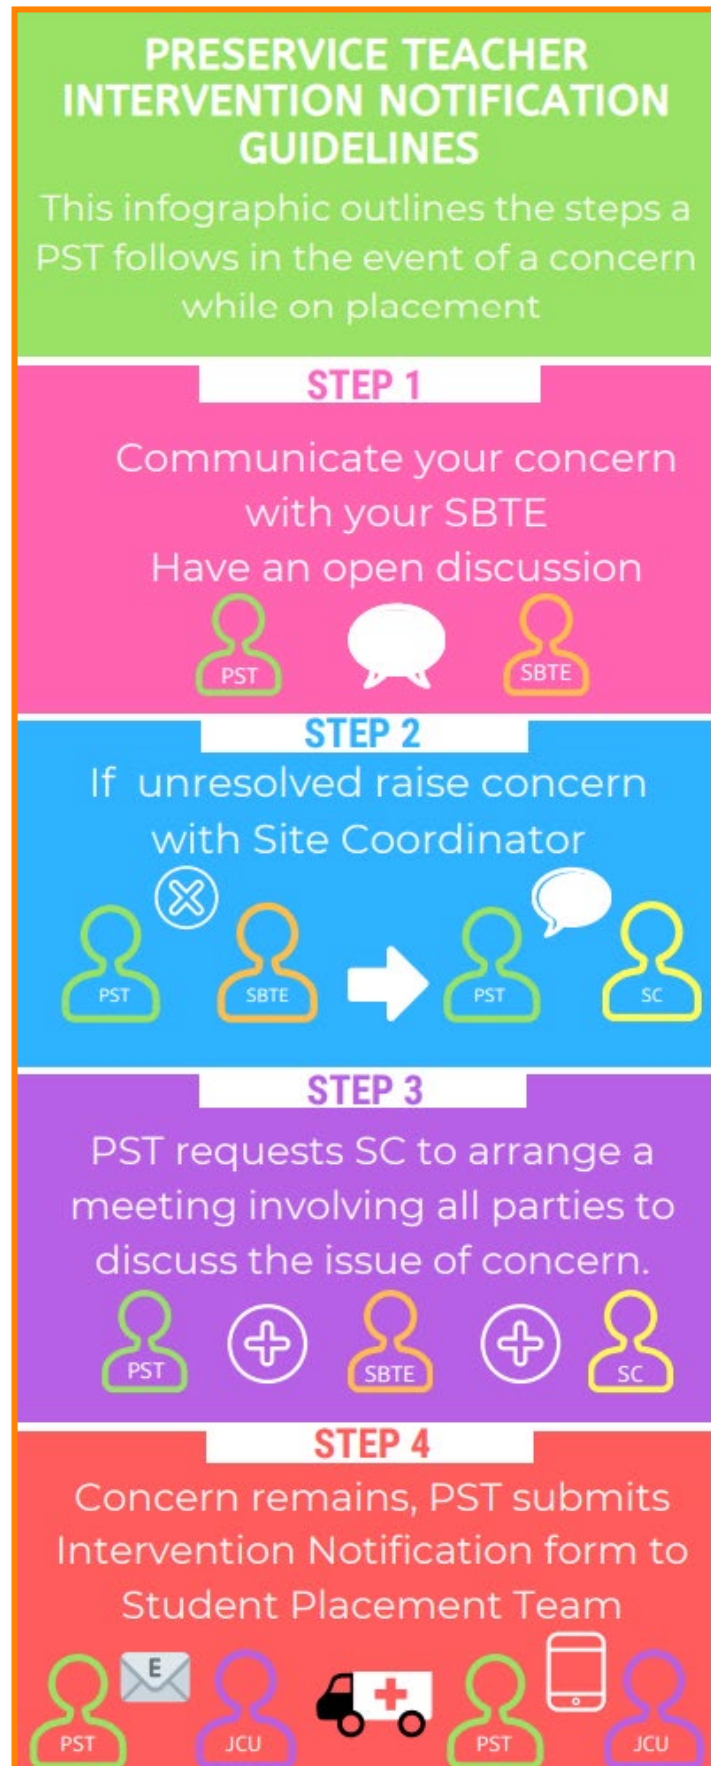 PRESERVICE TEACHER
INTERVENTION NOTIFICATION
GUIDELINES
This infographic outlines the steps a
PST follows in the event of a concern
while on placement
STEP 1
Communicate your concern
with your SBTE
Have an open discussion
PST
SBTE
STEP 2
If unresolved raise concern
with Site Coordinator
PST
SBTE
PST
SC
STEP 3
PST requests SC to arrange a
meeting involving all parties to
discuss the issue of concern.
PST
SBTE
SC
STEP 4
Concern remains, PST submits
Intervention Notification form to
Student Placement Team
E
PST
JCU
PST
JCU